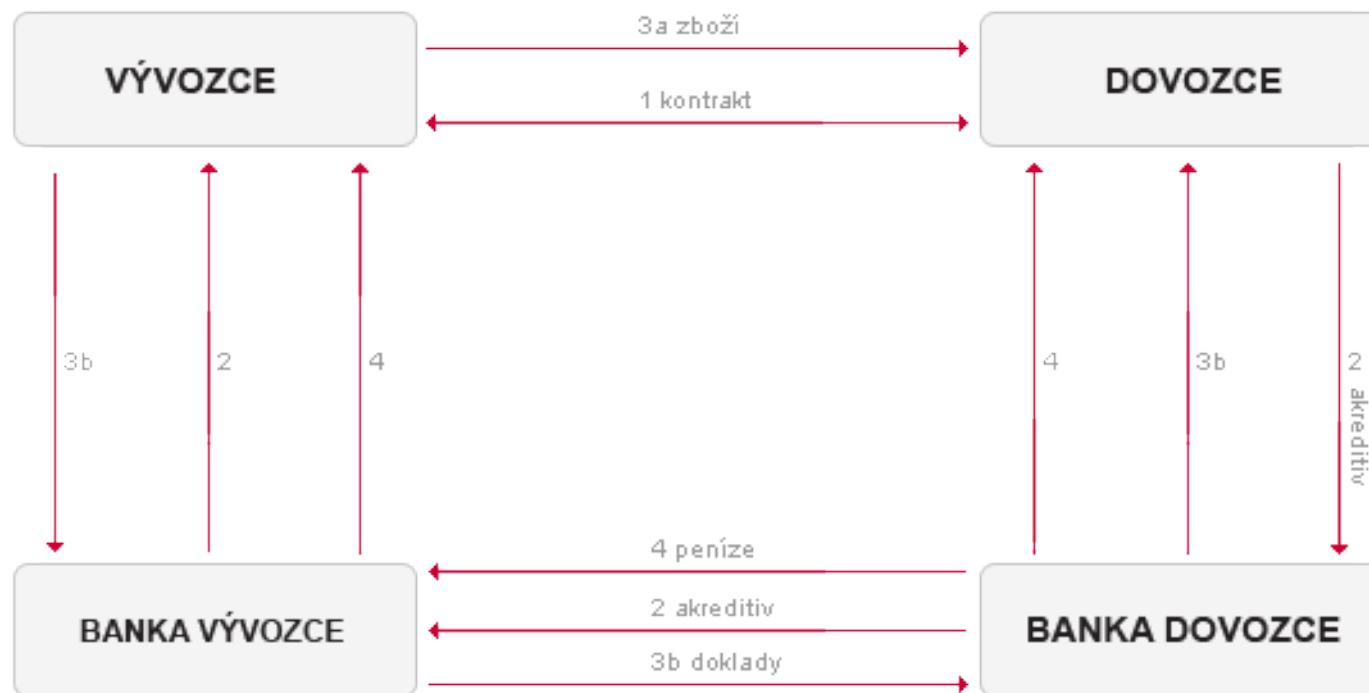 3a zboží
VÝVOZCE
DOVOZCE
1 kontrakt
3b
2
4
4
3b
2
akreditiv
4 peníze
2 akreditiv
BANKA VÝVOZCE
BANKA DOVOZCE
3b doklady